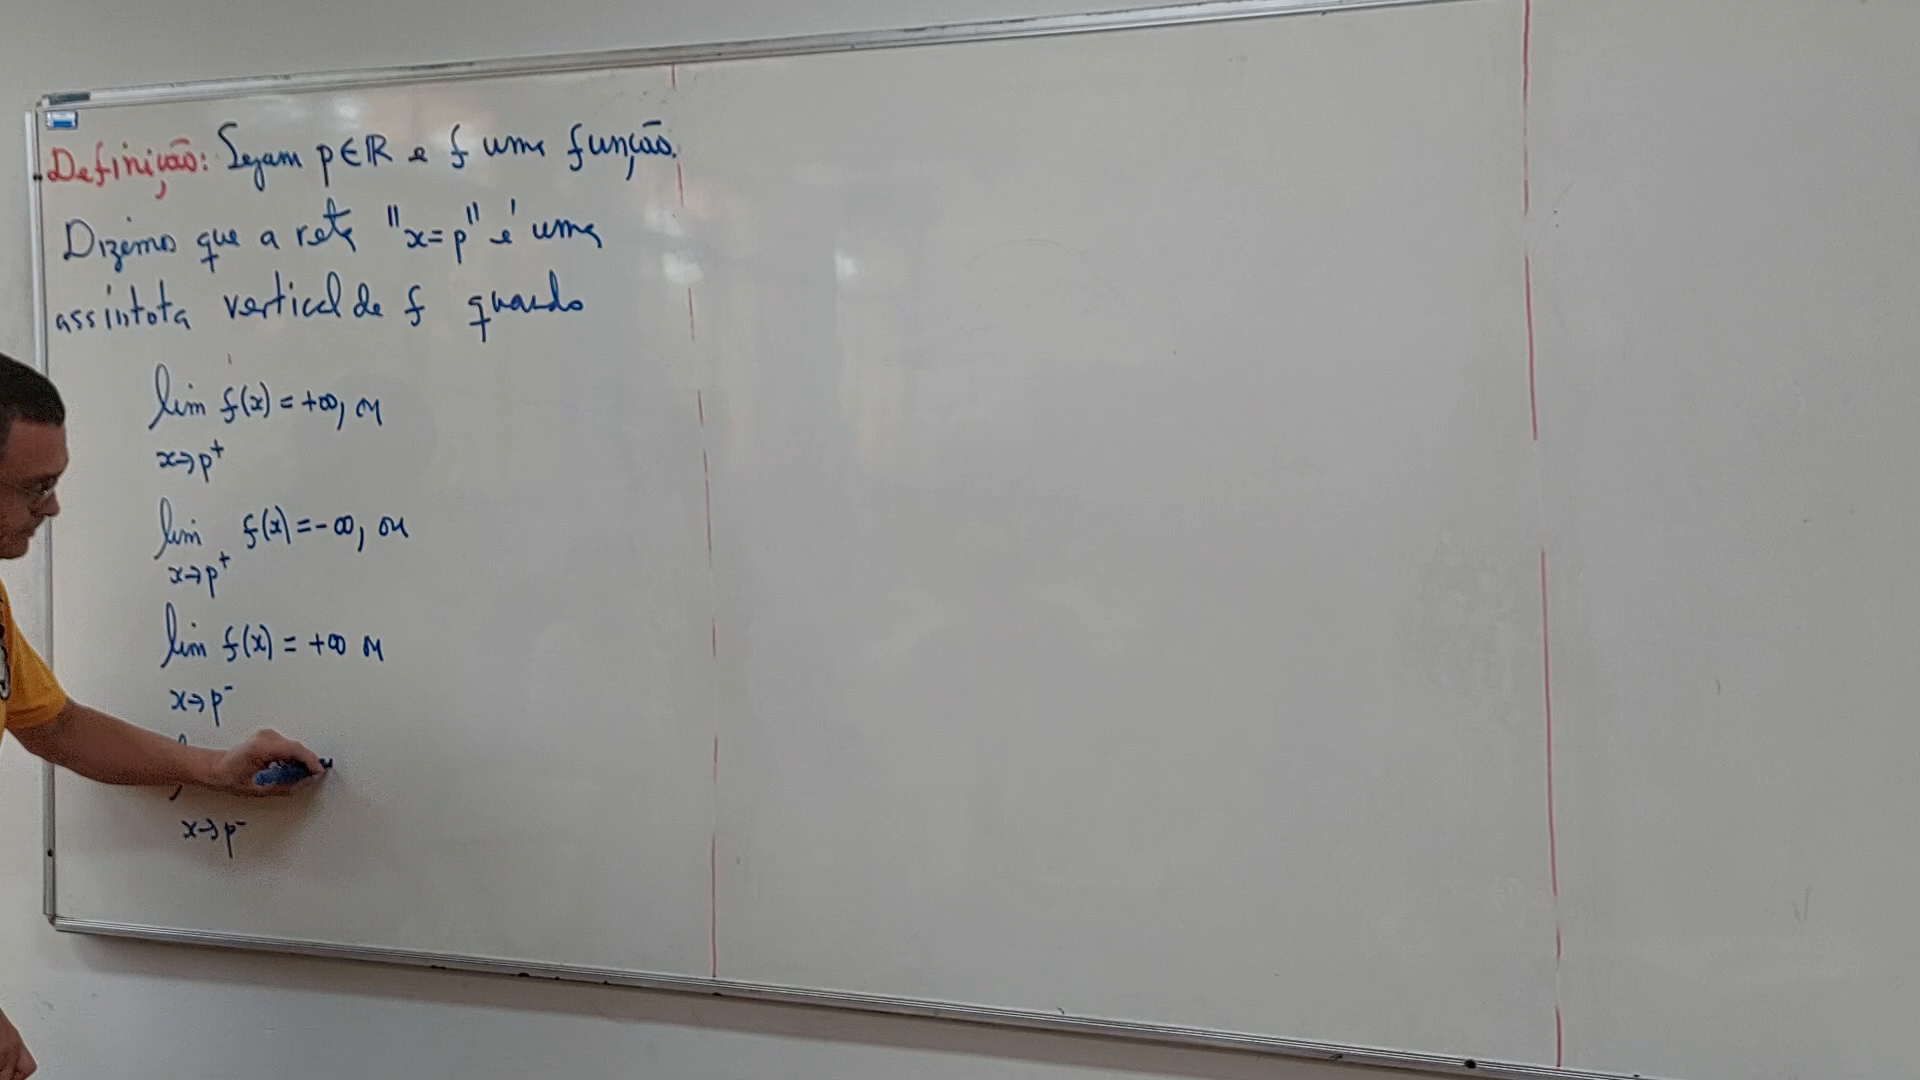 Definição: Sejam p∈ℝ e f uma função.
Dizemos que a reta "x=p" é uma
assíntota vertical de f quando
lim f(x) = +∞, ou
x→p⁺
lim f(x) = -∞, ou
x→p⁺
lim f(x) = +∞ ou
x→p⁻
x→p⁻